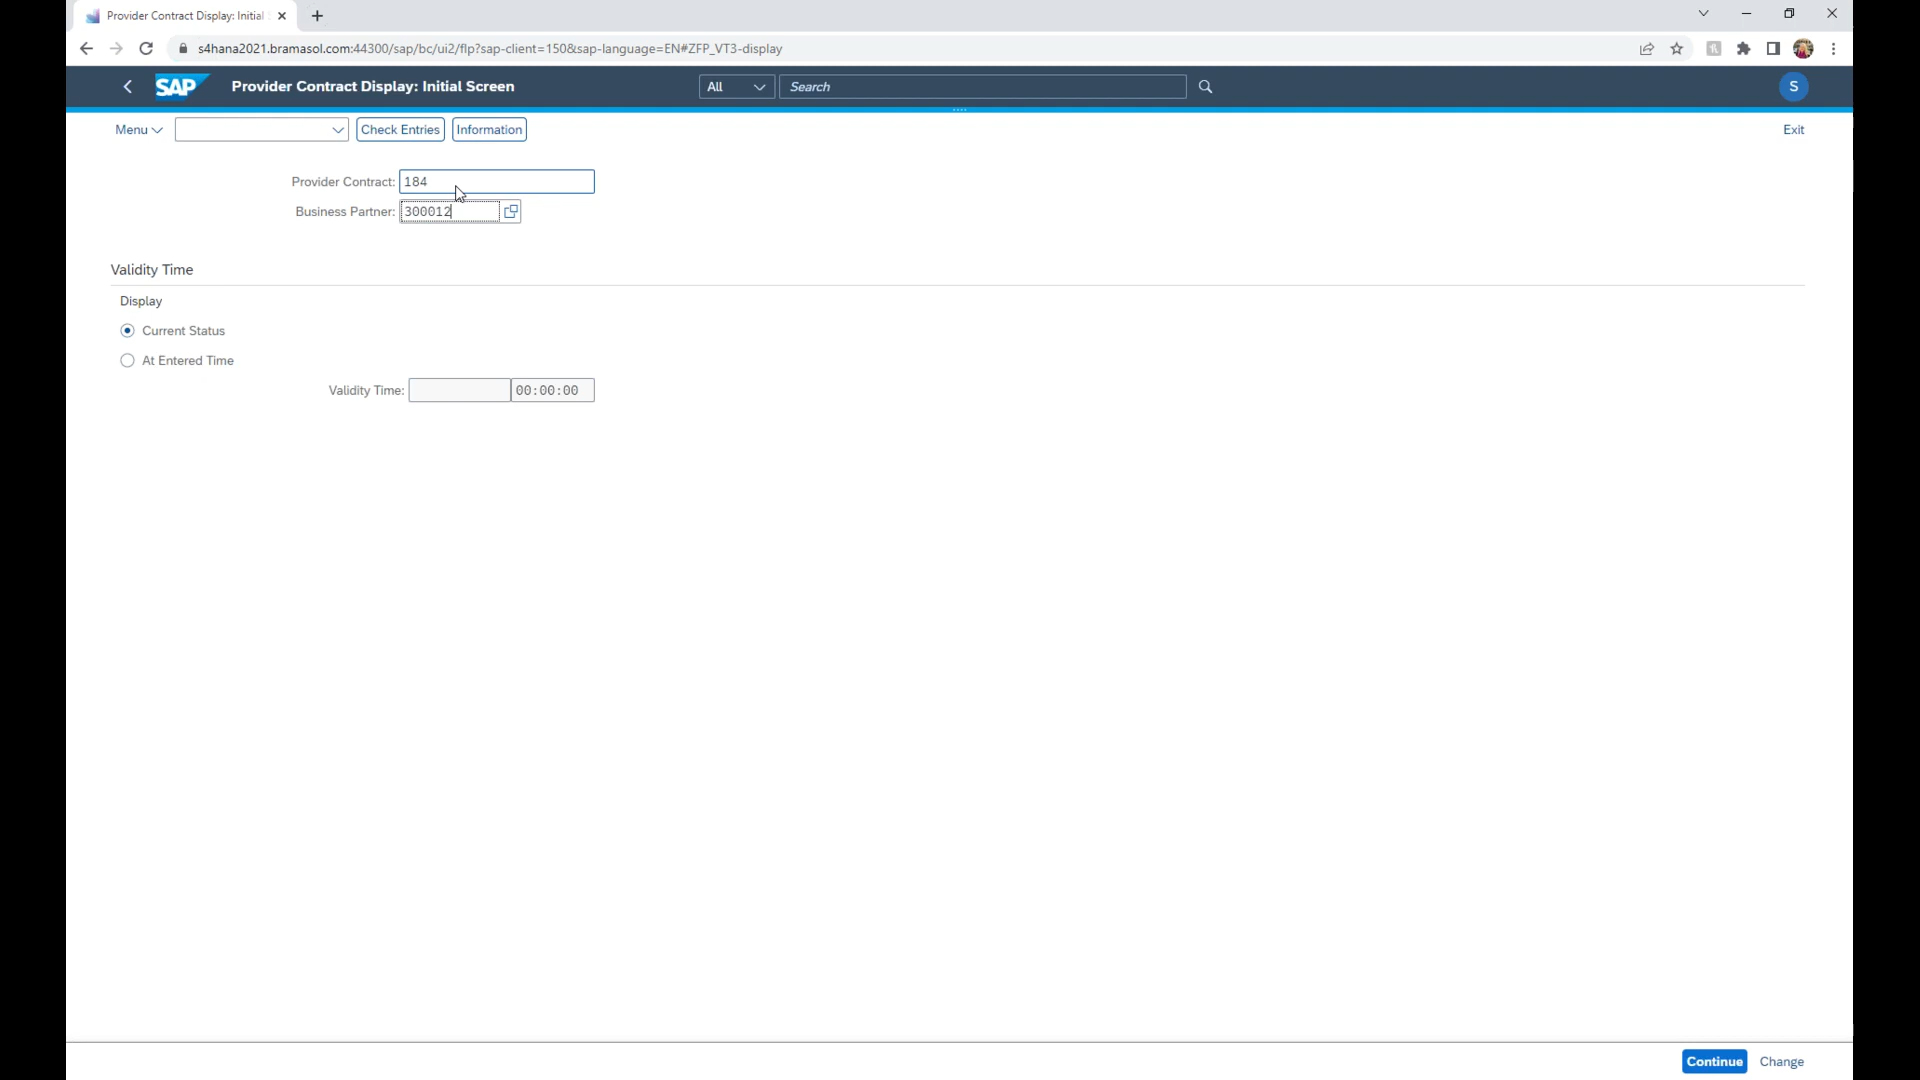 Provider Contract Display: Initial
s4hana2021.bramasol.com:44300/sap/bc/ui2/flp?sap-client=150&sap-language=EN#ZFP_VT3-display
SAP Provider Contract Display: Initial Screen All Search S
Menu Check Entries Information Exit
Provider Contract: 184
Business Partner: 300012
Validity Time
Display
Current Status
At Entered Time
Validity Time: 00:00:00
Continue Change